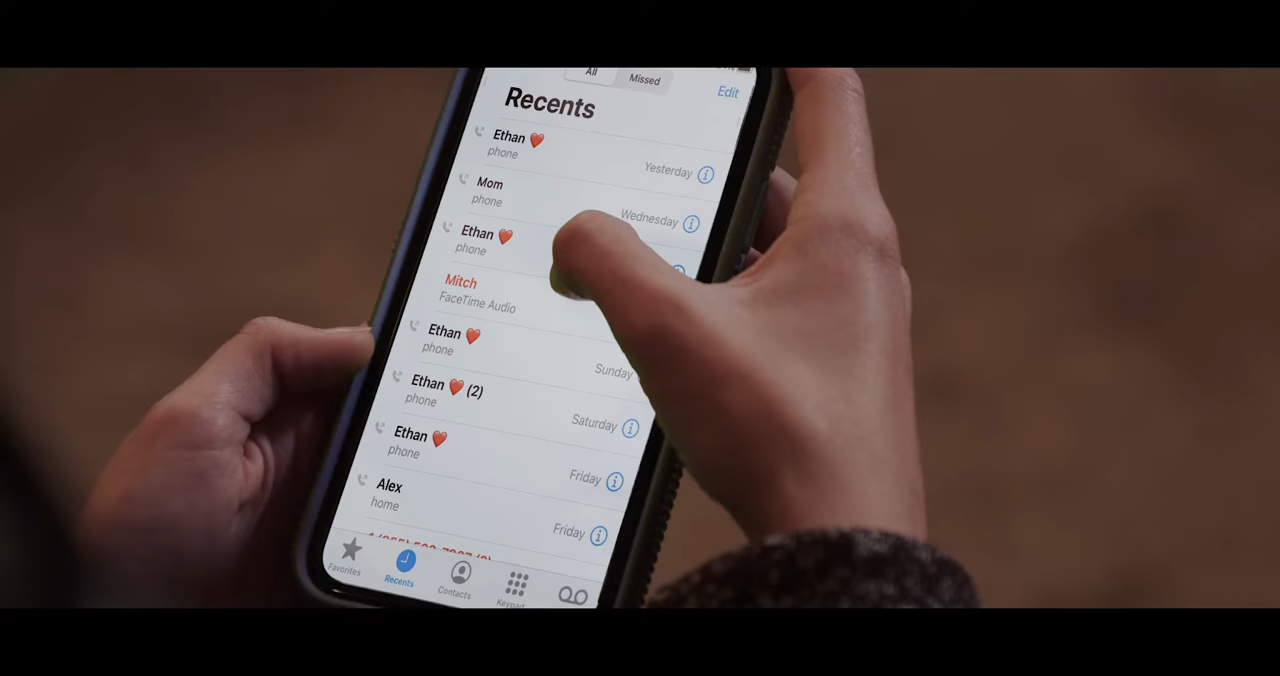 All Missed
Edit
Recents
Ethan ❤️
phone
Yesterday
Mom
phone
Wednesday
Ethan ❤️
phone
Mitch
FaceTime Audio
Ethan ❤️
phone
Sunday
Ethan ❤️ (2)
phone
Saturday
Ethan ❤️
phone
Friday
Alex
home
Friday
Favorites
Recents
Contacts
Keypad